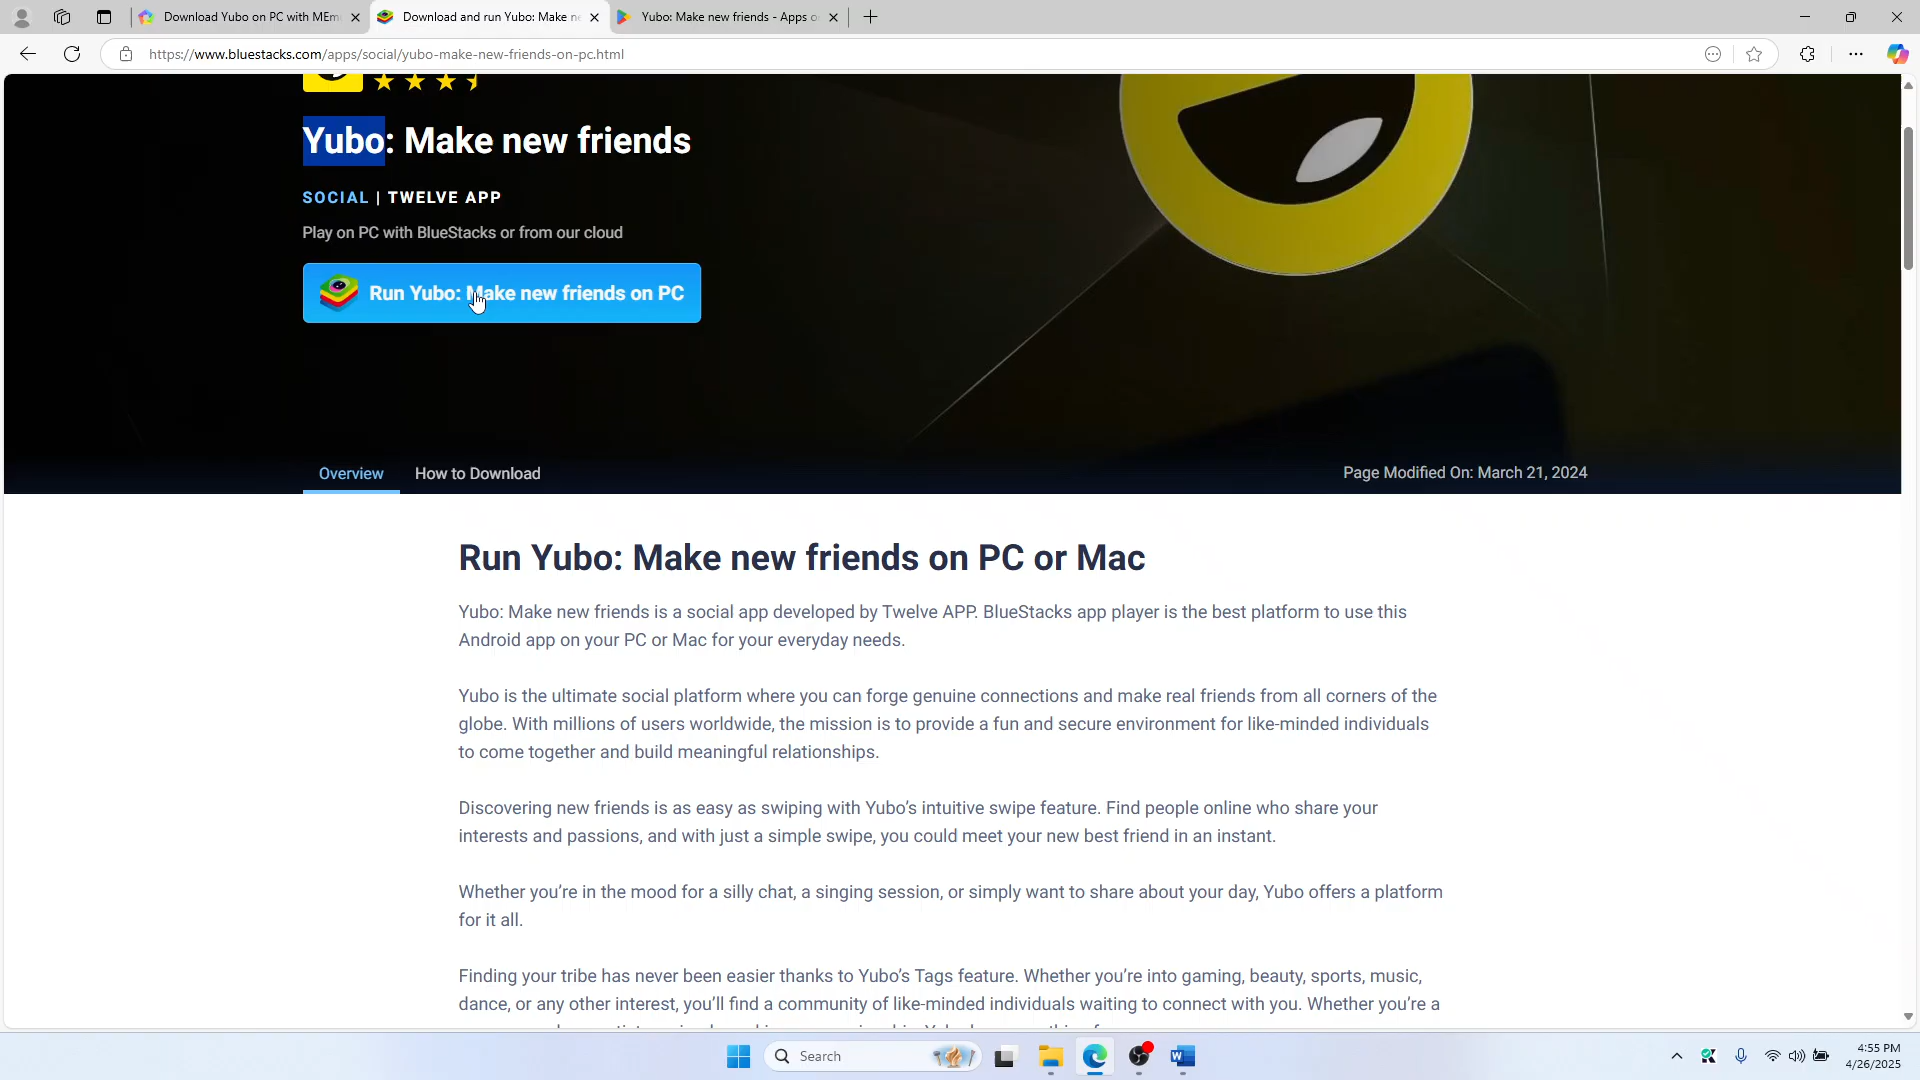 Download Yubo on PC with MEm
Download and run Yubo: Make ne
Yubo: Make new friends - Apps o
https://www.bluestacks.com/apps/social/yubo-make-new-friends-on-pc.html
Yubo: Make new friends
SOCIAL | TWELVE APP
Play on PC with BlueStacks or from our cloud
Run Yubo: Make new friends on PC
Overview
How to Download
Page Modified On: March 21, 2024
Run Yubo: Make new friends on PC or Mac
Yubo: Make new friends is a social app developed by Twelve APP. BlueStacks app player is the best platform to use this
Android app on your PC or Mac for your everyday needs.
Yubo is the ultimate social platform where you can forge genuine connections and make real friends from all corners of the
globe. With millions of users worldwide, the mission is to provide a fun and secure environment for like-minded individuals
to come together and build meaningful relationships.
Discovering new friends is as easy as swiping with Yubo's intuitive swipe feature. Find people online who share your
interests and passions, and with just a simple swipe, you could meet your new best friend in an instant.
Whether you're in the mood for a silly chat, a singing session, or simply want to share about your day, Yubo offers a platform
for it all.
Finding your tribe has never been easier thanks to Yubo's Tags feature. Whether you're into gaming, beauty, sports, music,
dance, or any other interest, you'll find a community of like-minded individuals waiting to connect with you. Whether you're a
Search
4:55 PM
4/26/2025